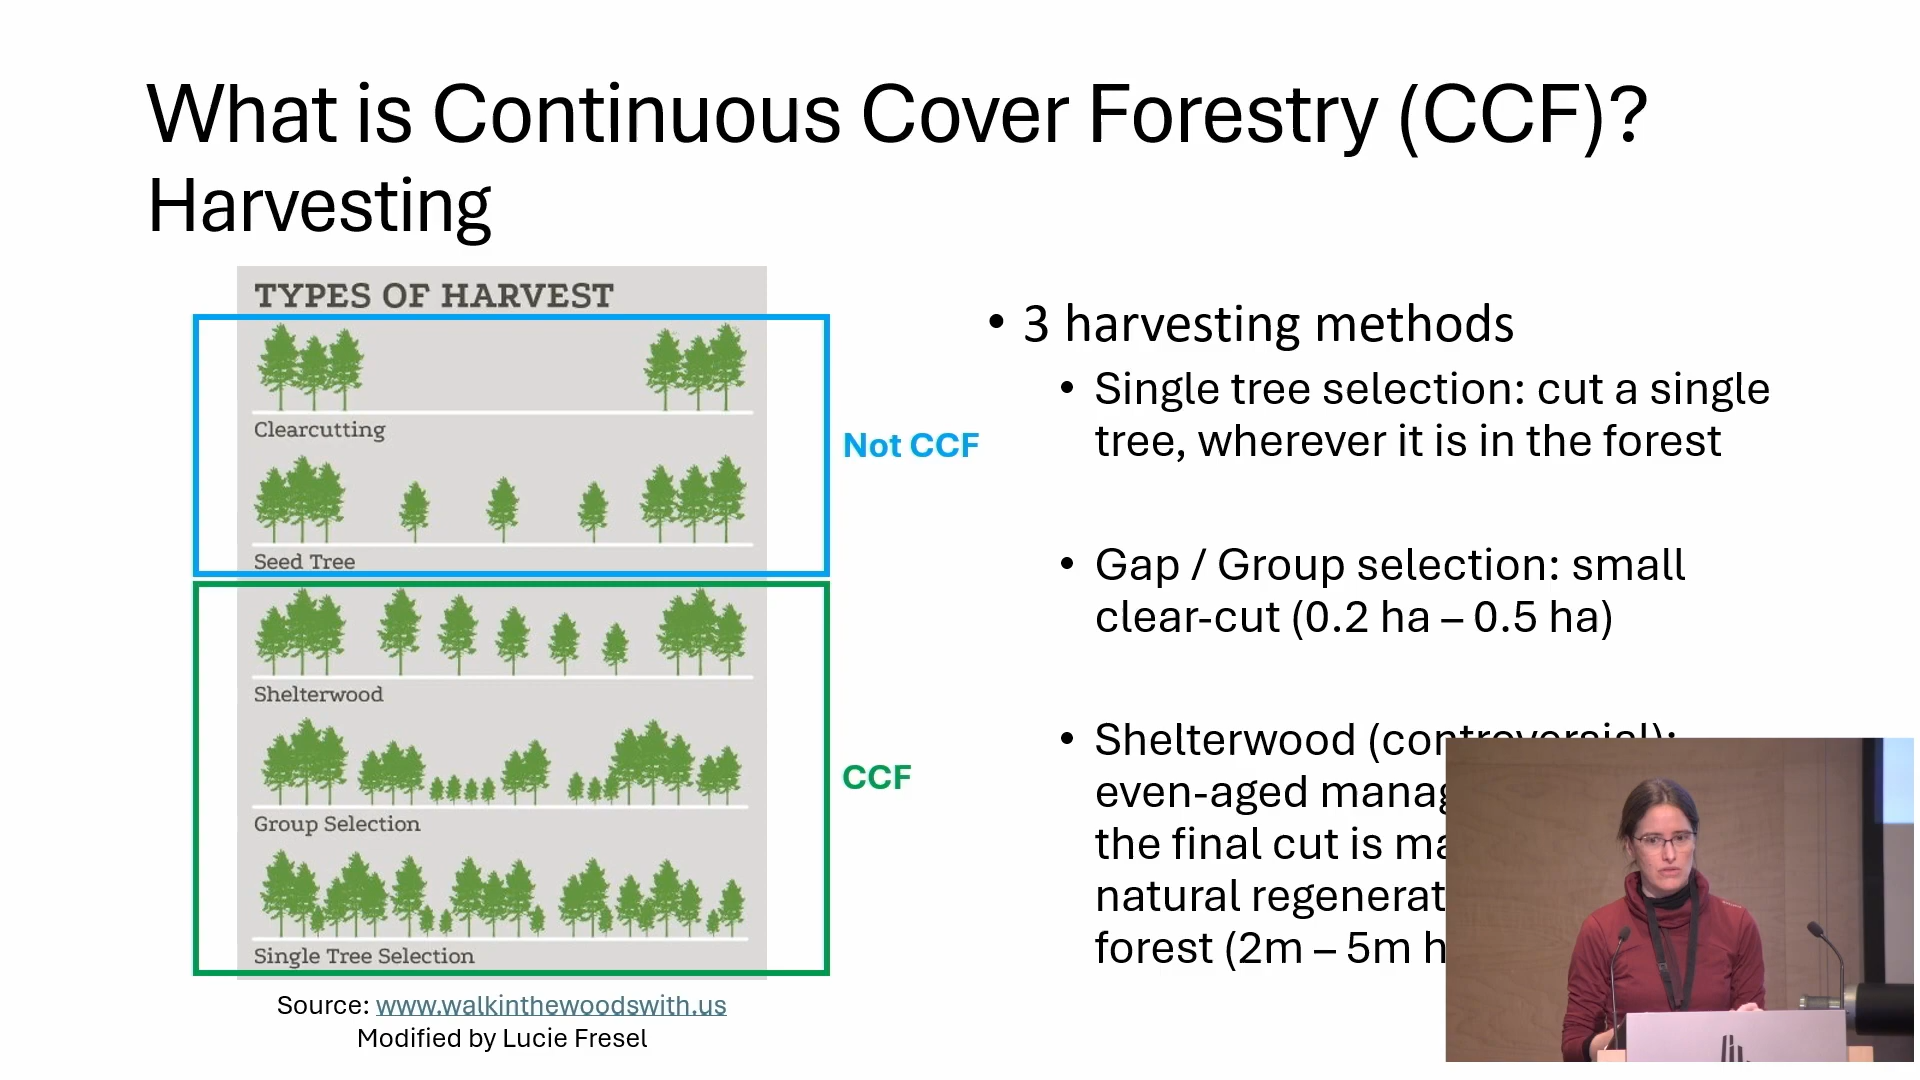 What is Continuous Cover Forestry (CCF)?
Harvesting
TYPES OF HARVEST
Clearcutting
Seed Tree
Not CCF
Shelterwood
Group Selection
Single Tree Selection
CCF
Source: www.walkinthewoodswith.us
Modified by Lucie Fresel
• 3 harvesting methods
• Single tree selection: cut a single
tree, wherever it is in the forest
• Gap / Group selection: small
clear-cut (0.2 ha – 0.5 ha)
• Shelterwood (controversial):
even-aged
the final cut is
natural
forest (2m – 5m